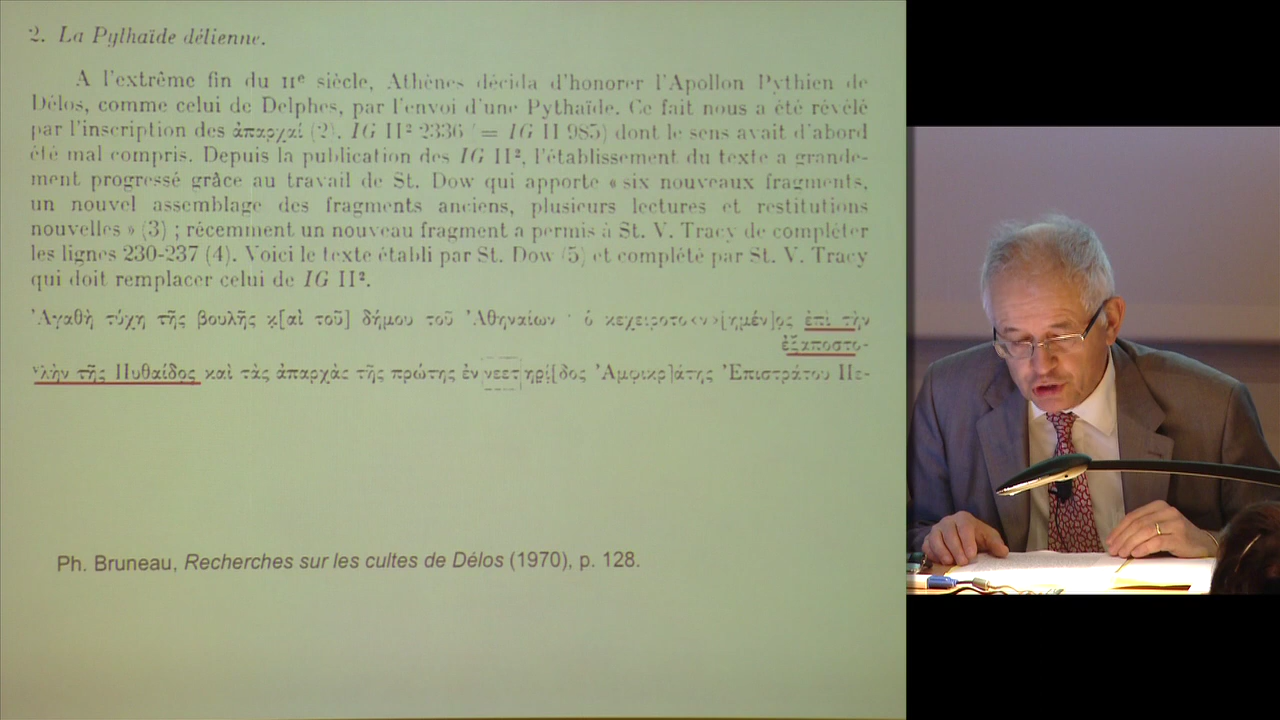 2. La Pythaïde délienne.
A l'extrême fin du IIe siècle, Athènes décida d'honorer l'Apollon Pythien de
Délos, comme celui de Delphes, par l'envoi d'une Pythaïde. Ce fait nous a été révélé
par l'inscription des ἀπαρχαί (2), IG II² 2336 (= IG II 985) dont le sens avait d'abord
été mal compris. Depuis la publication des IG II², l'établissement du texte a grande-
ment progressé grâce au travail de St. Dow qui apporte « six nouveaux fragments,
un nouvel assemblage des fragments anciens, plusieurs lectures et restitutions
nouvelles » (3) ; récemment un nouveau fragment a permis à St. V. Tracy de compléter
les lignes 230-237 (4). Voici le texte établi par St. Dow (5) et complété par St. V. Tracy
qui doit remplacer celui de IG II².
Ἀγαθῆ τύχη τῆς βουλῆς κ[αὶ τοῦ] δήμου τοῦ Ἀθηναίων · ὁ κεχειροτο<ν>[ημέν]ος ἐπὶ τὴν
ἐξαποστο-
λὴν τῆς Πυθαίδος καὶ τὰς ἀπαρχὰς τῆς πρώτης ἐν νεετ ηρί[δος Ἀμφικρ]άτης Ἐπιστράτου Πε-
Ph. Bruneau, Recherches sur les cultes de Délos (1970), p. 128.